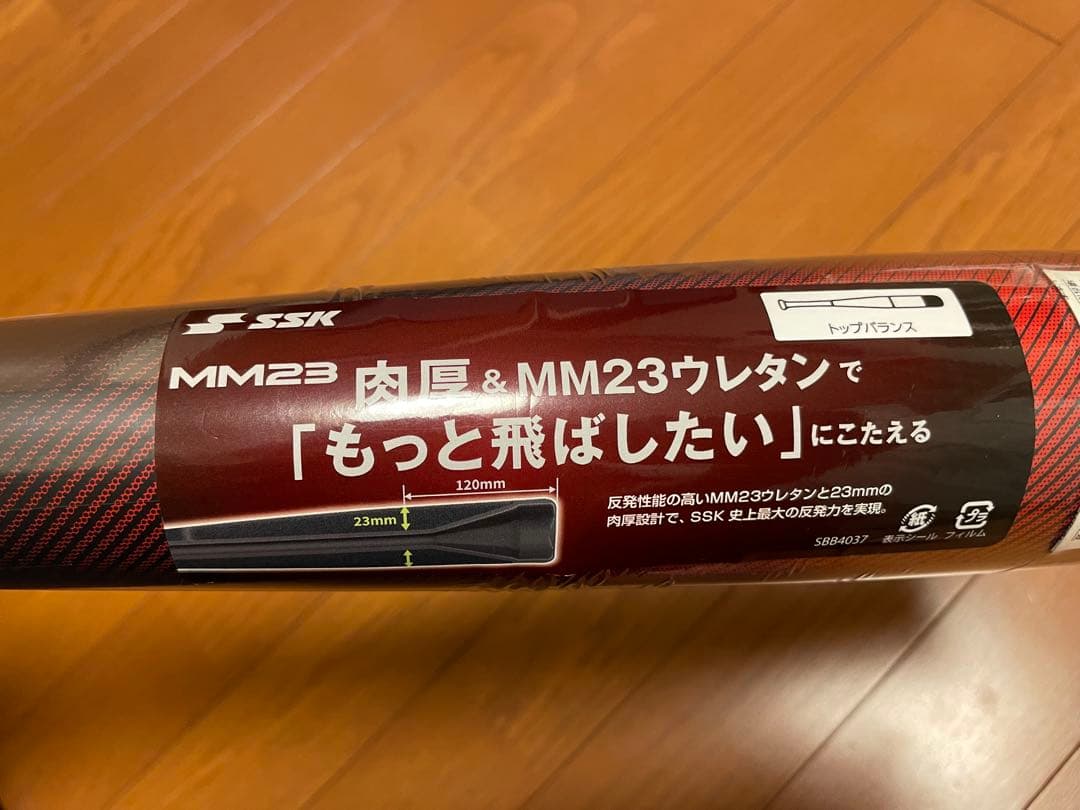 SSK
トップバランス
MM23 肉厚&MM23ウレタンで
「もっと飛ばしたい」にこたえる
120mm
23mm
反発性能の高いMM23ウレタンと23mmの
肉厚設計で、SSK 史上最大の反発力を実現。
SBB4037 紙 表示シール プラ フィルム